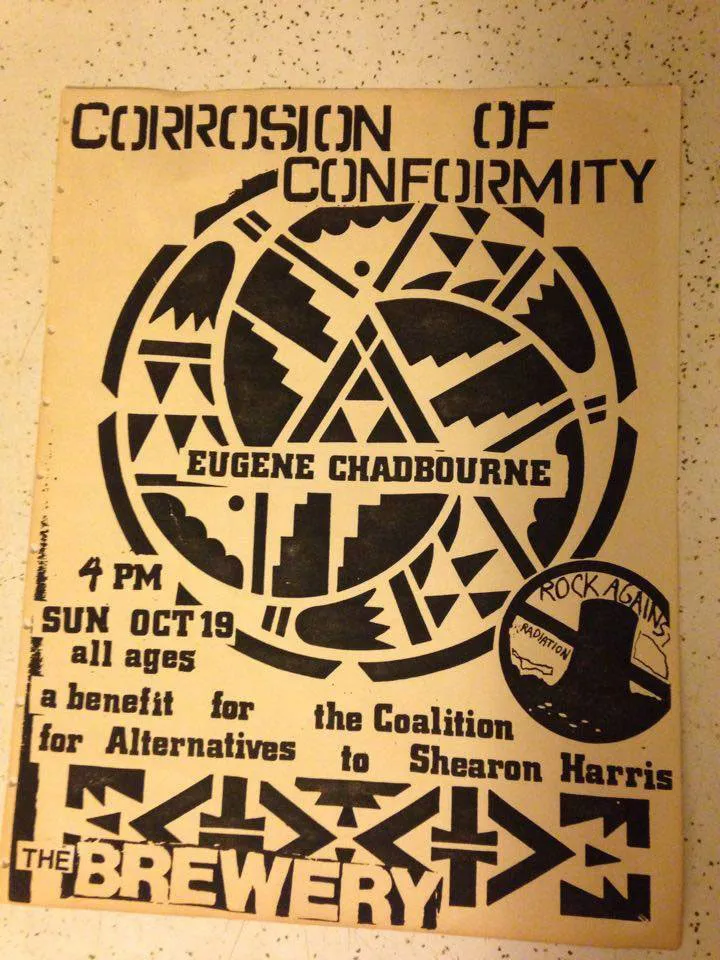 CORROSION OF
CONFORMITY
EUGENE CHADBOURNE
4 PM
SUN OCT 19
all ages
ROCK AGAINST
RADIATION
a benefit for the Coalition
for Alternatives to Shearon Harris
THE BREWERY